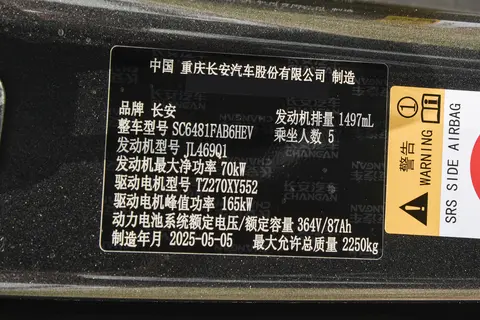 中国 重庆长安汽车股份有限公司 制造
品牌 长安 发动机排量 1497mL
整车型号 SC6481FAB6HEV 乘坐人数 5
发动机型号 JL469Q1
发动机最大净功率 70kW
驱动电机型号 TZ270XY552
驱动电机峰值功率 165kW
动力电池系统额定电压/额定容量 364V/87Ah
制造年月 2025-05-05 最大允许总质量 2250kg
警告
WARNING
SRS SIDE AIRBAG